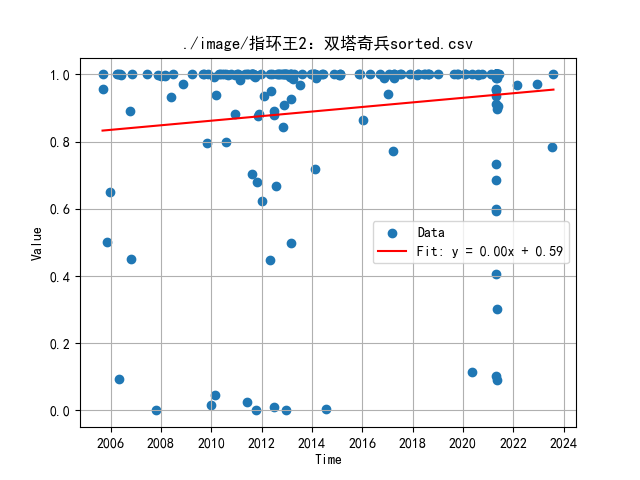 ./image/指环王2：双塔奇兵sorted.csv
1.0
0.8
0.6
0.4
0.2
0.0
Value
Data
Fit: y = 0.00x + 0.59
2006 2008 2010 2012 2014 2016 2018 2020 2022 2024
Time